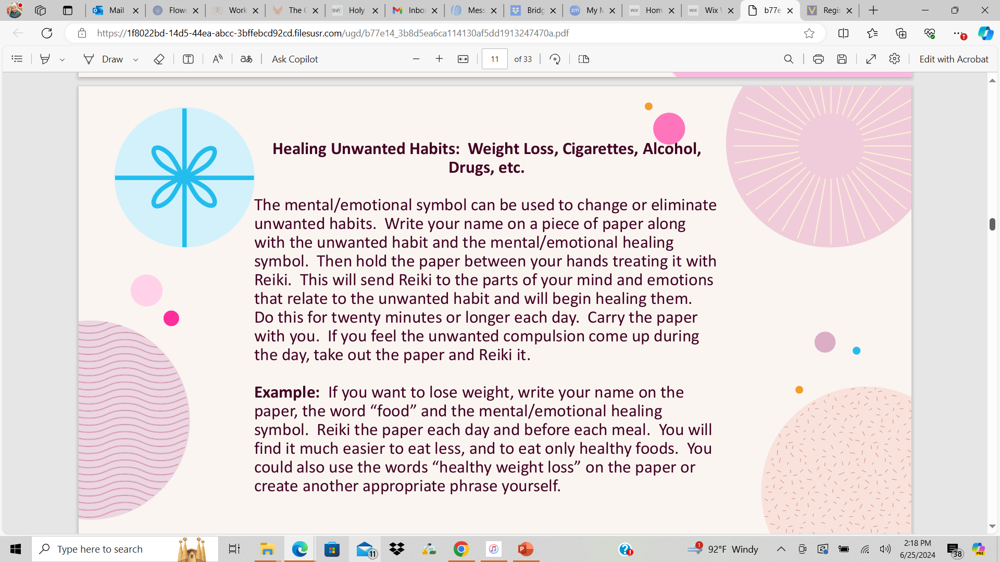 Mail
Flow
Work
The
Shift
Holy
Inbo
Mess
Bridg
zm
My
WIX
Hom
WIX
Wix
b77e
Regis
https://1f8022bd-14d5-44ea-abcc-3bffebcd92cd.filesusr.com/ugd/b77e14_3b8d5ea6ca114130af5dd1913247470a.pdf
Draw
Ask Copilot
11
of 33
Edit with Acrobat
Healing Unwanted Habits:  Weight Loss, Cigarettes, Alcohol,
Drugs, etc.
The mental/emotional symbol can be used to change or eliminate
unwanted habits.  Write your name on a piece of paper along
with the unwanted habit and the mental/emotional healing
symbol.  Then hold the paper between your hands treating it with
Reiki.  This will send Reiki to the parts of your mind and emotions
that relate to the unwanted habit and will begin healing them.
Do this for twenty minutes or longer each day.  Carry the paper
with you.  If you feel the unwanted compulsion come up during
the day, take out the paper and Reiki it.
Example:  If you want to lose weight, write your name on the
paper, the word “food” and the mental/emotional healing
symbol.  Reiki the paper each day and before each meal.  You will
find it much easier to eat less, and to eat only healthy foods.  You
could also use the words “healthy weight loss” on the paper or
create another appropriate phrase yourself.
Type here to search
11
1
92°F Windy
2:18 PM
6/25/2024
38
PRE